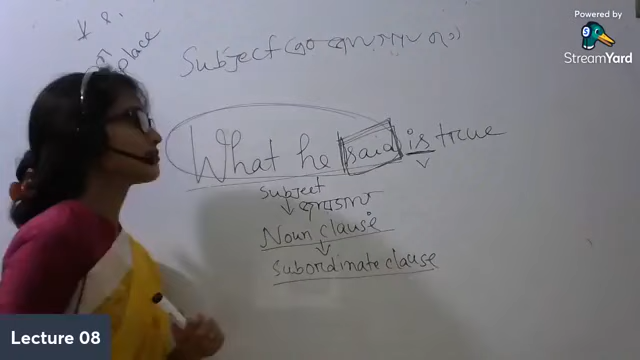 Powered by
StreamYard
place
Subject
What he said is true
V
subject
Noun clause
subordinate clause
Lecture 08